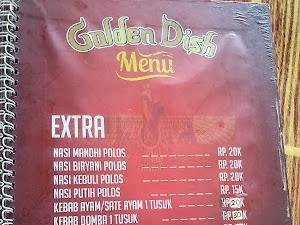 Golden Dish
Menu
EXTRA
NASI MANDHI POLOS RP. 20K
NASI BIRYANI POLOS RP. 20K
NASI KEBULI POLOS RP. 20K
NASI PUTIH POLOS RP. 15K
KEBAB AYAM/SATE AYAM 1 TUSUK
KEBAB DOMBA 1 TUSUK